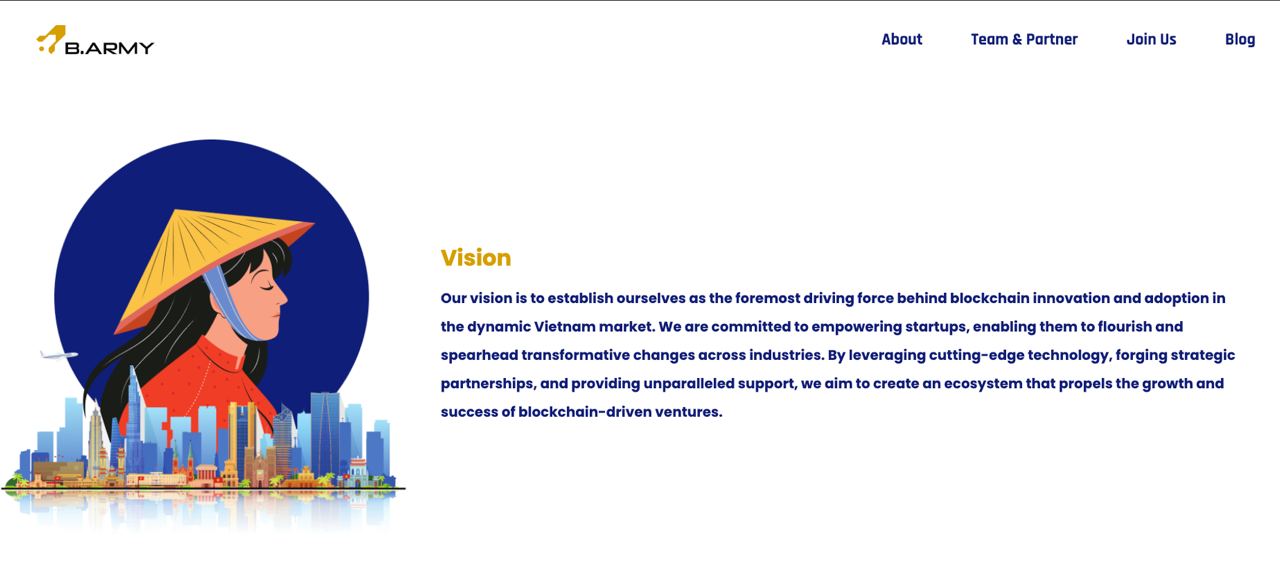 B.ARMY
About
Team & Partner
Join Us
Blog
Vision
Our vision is to establish ourselves as the foremost driving force behind blockchain innovation and adoption in
the dynamic Vietnam market. We are committed to empowering startups, enabling them to flourish and
spearhead transformative changes across industries. By leveraging cutting-edge technology, forging strategic
partnerships, and providing unparalleled support, we aim to create an ecosystem that propels the growth and
success of blockchain-driven ventures.